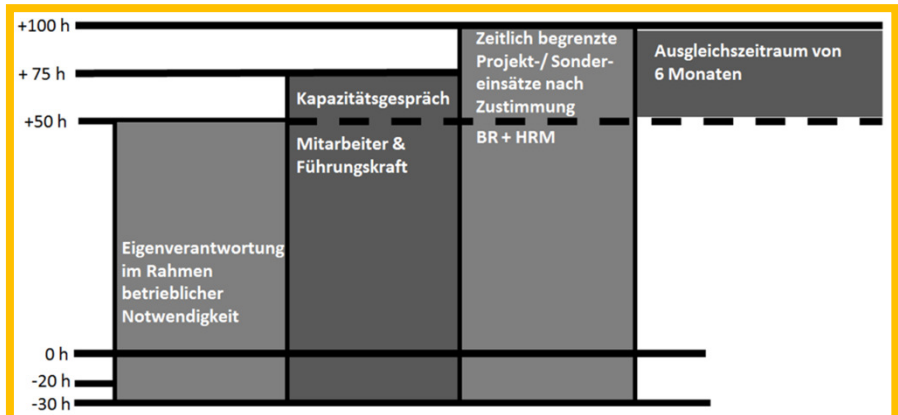 +100 h
+ 75 h
+50 h
0 h
-20 h
-30 h
Eigenverantwortung
im Rahmen
betrieblicher
Notwendigkeit
Kapazitätsgespräch
Mitarbeiter &
Führungskraft
Zeitlich begrenzte
Projekt-/ Sonder-
einsätze nach
Zustimmung
BR + HRM
Ausgleichszeitraum von
6 Monaten